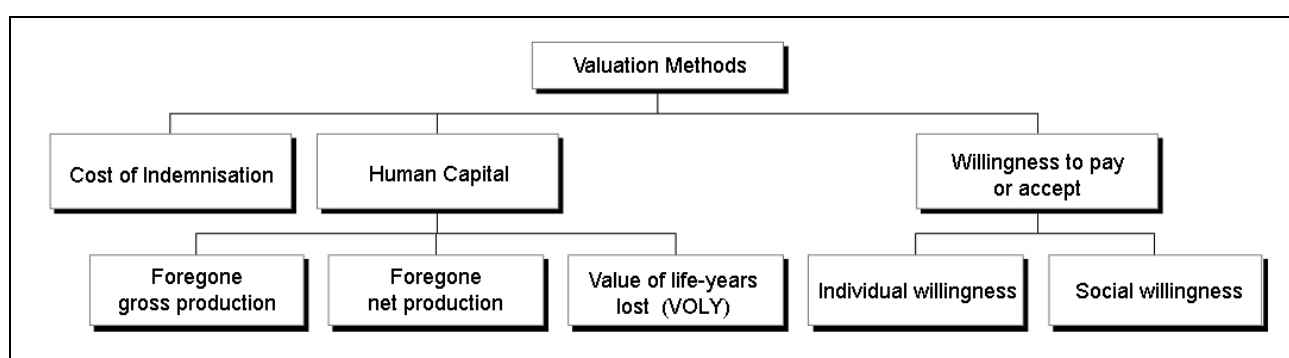 Valuation Methods
Cost of Indemnisation
Human Capital
Willingness to pay
or accept
Foregone
gross production
Foregone
net production
Value of life-years
lost (VOLY)
Individual willingness
Social willingness